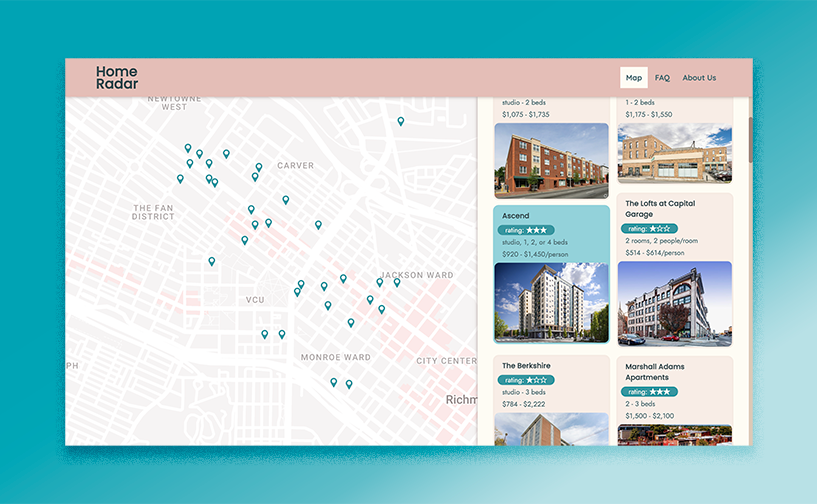 Home
Radar
Map
FAQ
About Us
NEWTOWNE
WEST
CARVER
THE FAN
DISTRICT
JACKSON WARD
VCU
MONROE WARD
CITY CENTER
PH
Richm
studio - 2 beds
$1,075 - $1,735
1 - 2 beds
$1,175 - $1,550
Ascend
rating: ★★★
studio, 1, 2, or 4 beds
$920 - $1,450/person
The Lofts at Capital
Garage
rating: ★☆☆
2 rooms, 2 people/room
$514 - $614/person
The Berkshire
rating: ★☆☆
studio - 3 beds
$784 - $2,222
Marshall Adams
Apartments
rating: ★★★
2 - 3 beds
$1,500 - $2,100